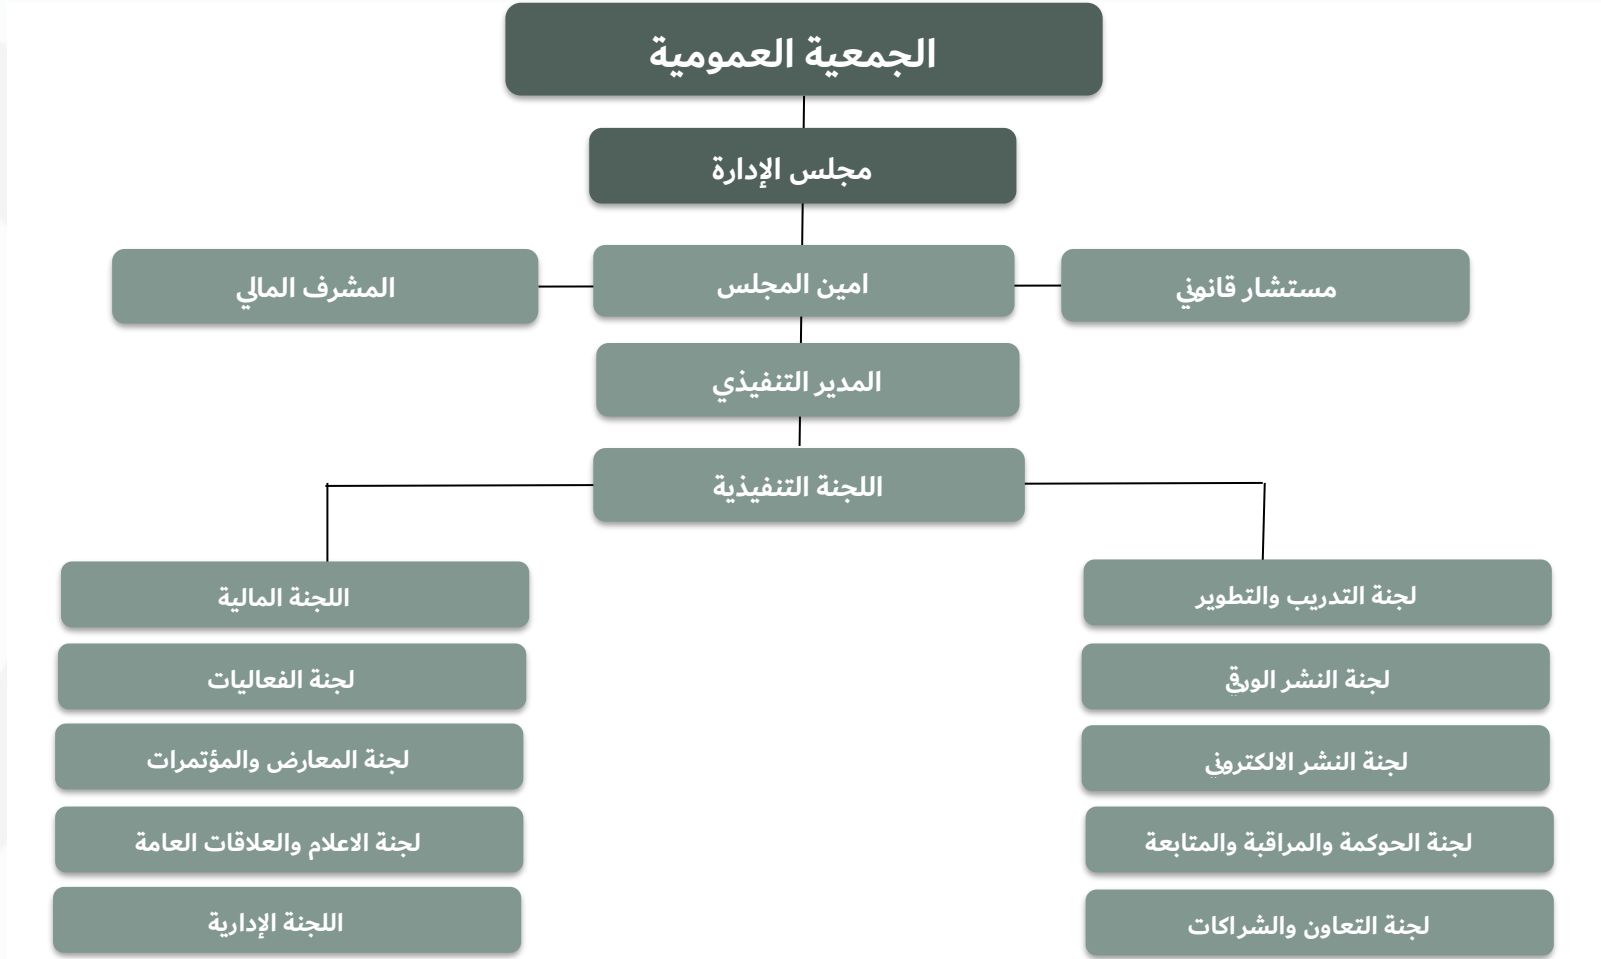 الجمعية العمومية
مجلس الإدارة
مستشار قانوني
امين المجلس
المشرف المالي
المدير التنفيذي
اللجنة التنفيذية
لجنة التدريب والتطوير
لجنة النشر الورقي
لجنة النشر الالكتروني
لجنة الحوكمة والمراقبة والمتابعة
لجنة التعاون والشراكات
اللجنة المالية
لجنة الفعاليات
لجنة المعارض والمؤتمرات
لجنة الاعلام والعلاقات العامة
اللجنة الإدارية